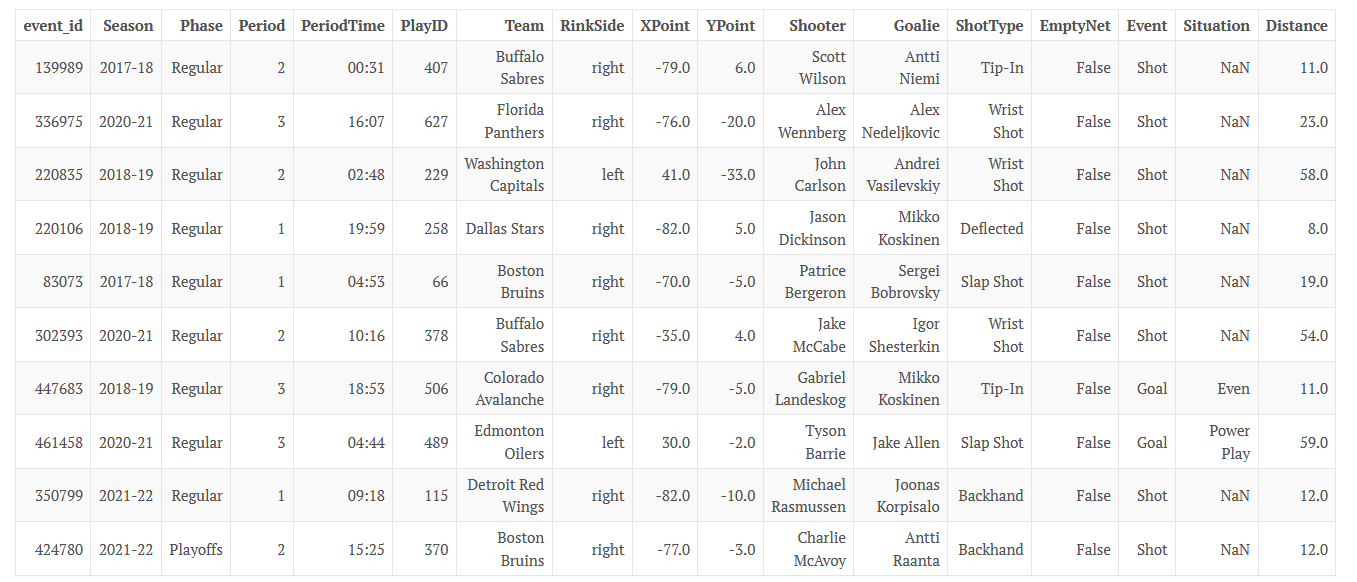 event_id Season Phase Period PeriodTime PlayID Team RinkSide XPoint YPoint Shooter Goalie ShotType EmptyNet Event Situation Distance
139989 2017-18 Regular 2 00:31 407 Buffalo Sabres right -79.0 6.0 Scott Wilson Antti Niemi Tip-In False Shot NaN 11.0
336975 2020-21 Regular 3 16:07 627 Florida Panthers right -76.0 -20.0 Alex Wennberg Alex Nedeljkovic Wrist Shot False Shot NaN 23.0
220835 2018-19 Regular 2 02:48 229 Washington Capitals left 41.0 -33.0 John Carlson Andrei Vasilevskiy Wrist Shot False Shot NaN 58.0
220106 2018-19 Regular 1 19:59 258 Dallas Stars right -82.0 5.0 Jason Dickinson Mikko Koskinen Deflected False Shot NaN 8.0
83073 2017-18 Regular 1 04:53 66 Boston Bruins right -70.0 -5.0 Patrice Bergeron Sergei Bobrovsky Slap Shot False Shot NaN 19.0
302393 2020-21 Regular 2 10:16 378 Buffalo Sabres right -35.0 4.0 Jake McCabe Igor Shesterkin Wrist Shot False Shot NaN 54.0
447683 2018-19 Regular 3 18:53 506 Colorado Avalanche right -79.0 -5.0 Gabriel Landeskog Mikko Koskinen Tip-In False Goal Even 11.0
461458 2020-21 Regular 3 04:44 489 Edmonton Oilers left 30.0 -2.0 Tyson Barrie Jake Allen Slap Shot False Goal Power Play 59.0
350799 2021-22 Regular 1 09:18 115 Detroit Red Wings right -82.0 -10.0 Michael Rasmussen Joonas Korpisalo Backhand False Shot NaN 12.0
424780 2021-22 Playoffs 2 15:25 370 Boston Bruins right -77.0 -3.0 Charlie McAvoy Antti Raanta Backhand False Shot NaN 12.0